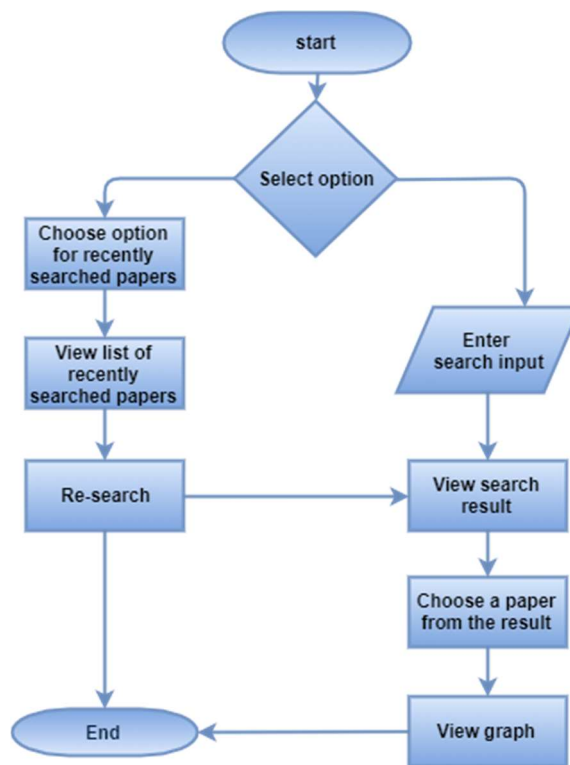 start
Select option
Choose option
for recently
searched papers
View list of
recently
searched papers
Enter
search input
Re-search
View search
result
Choose a paper
from the result
End
View graph